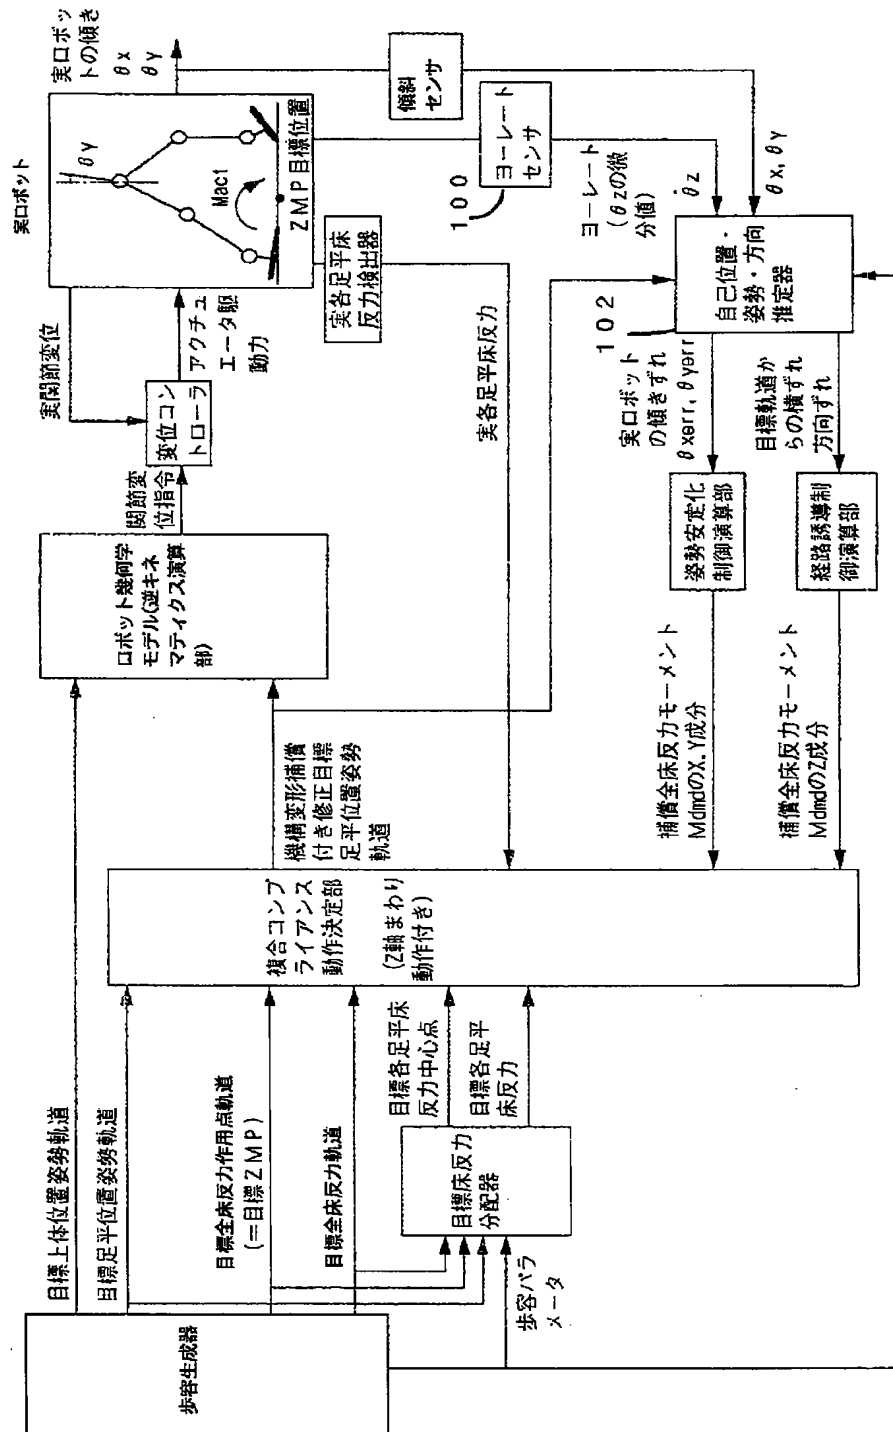 歩容生成器
目標上体位置姿勢軌道
目標足平位置姿勢軌道
目標全床反力作用点軌道
(=目標ZMP)
目標全床反力軌道
歩容パラ
メータ
目標床反力
分配器
目標各足平床
反力中心点
目標各足平
床反力
複合コンプ
ライアンス
動作決定部
(Z軸まわり
動作付き)
機構変形補償
付き修正目標
足平位置姿勢
軌道
ロボット幾何学
モデル(逆キネ
マティクス演算
部)
関節変
位指令
変位コン
トローラ
実関節変位
アクチュ
エータ駆
動力
実ロボット
θy
Mact
ZMP目標位置
実ロボッ
トの傾き
θx
θy
実各足平床
反力検出器
実各足平床反力
傾斜
センサ
ヨーレート
センサ
100
ヨーレート
(θzの微
分値)
θ̇z
θx, θy
自己位置・
姿勢・方向
推定器
102
実ロボット
の傾きずれ
θxerr, θyerr
目標軌道か
らの横ずれ
方向ずれ
姿勢安定化
制御演算部
経路誘導制
御演算部
補償全床反力モーメント
MdmdのX,Y成分
補償全床反力モーメント
MdmdのZ成分